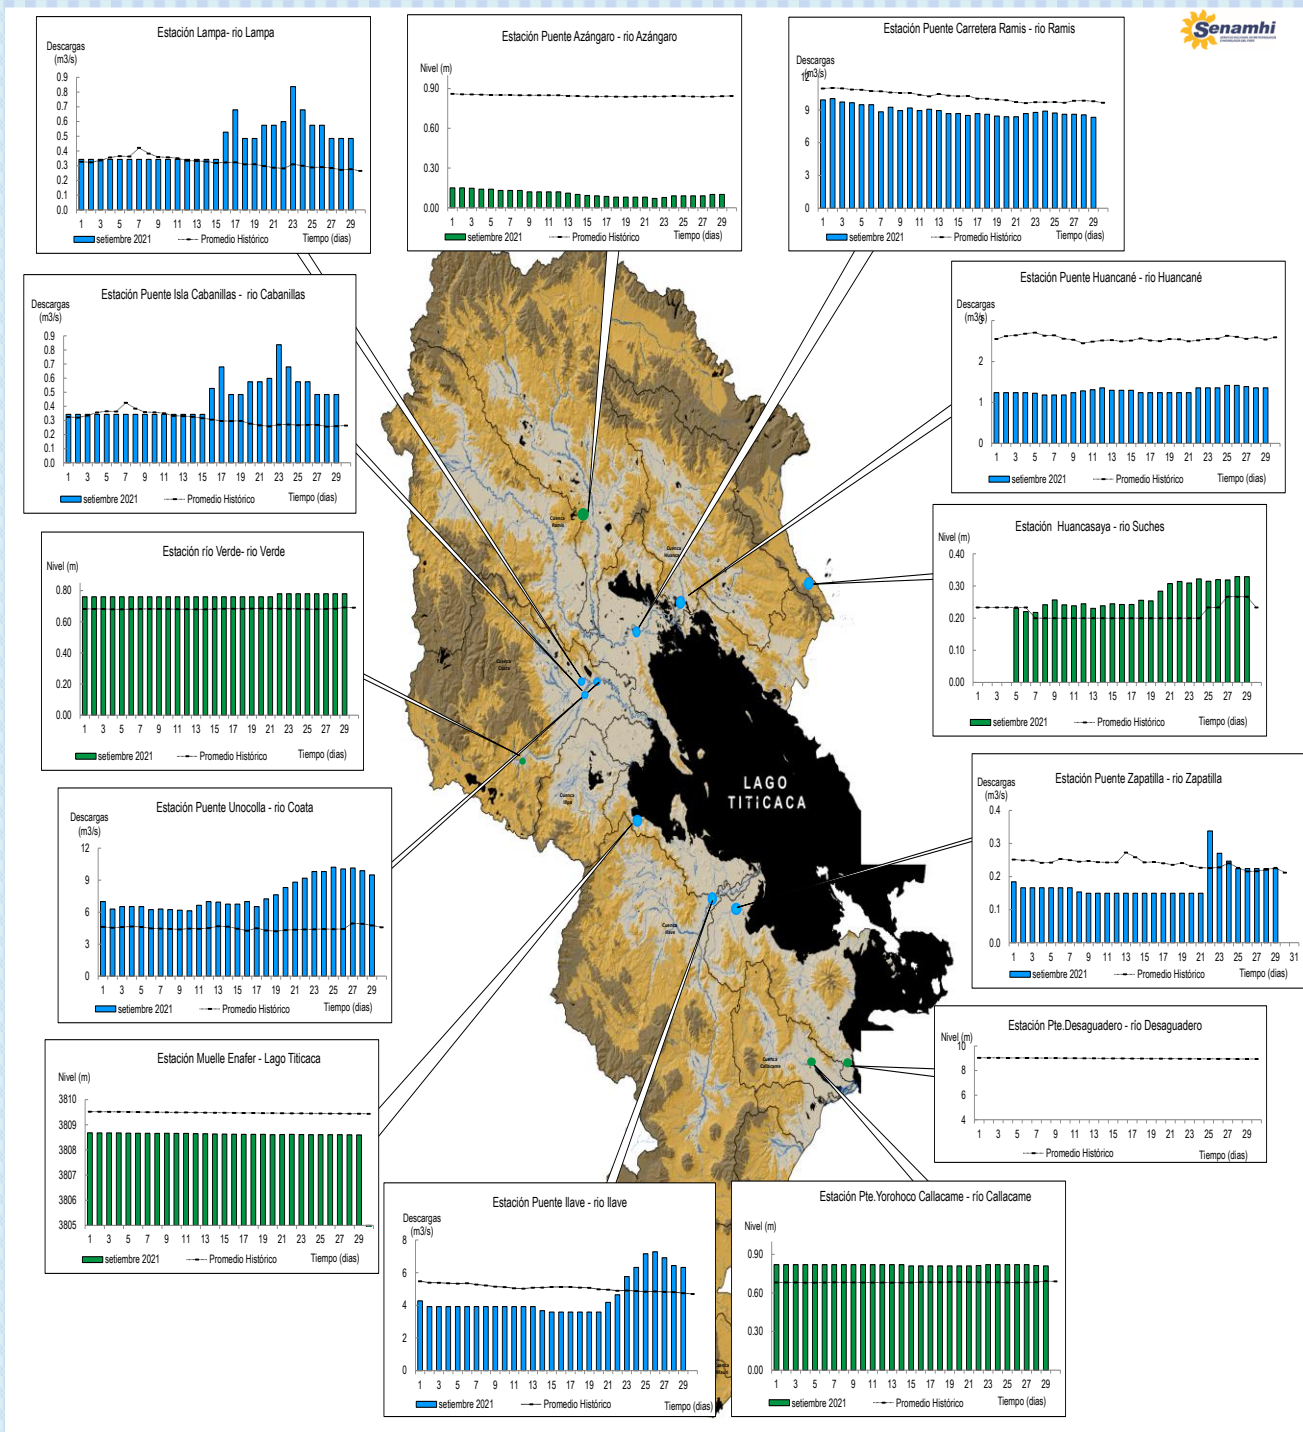 Senamhi
Estación Lampa- rio Lampa
Descargas
(m3/s)
0.9
0.8
0.7
0.6
0.5
0.4
0.3
0.2
0.1
0.0
1 3 5 7 9 11 13 15 17 19 21 23 25 27 29
setiembre 2021 Promedio Histórico Tiempo (dias)
Estación Puente Azángaro - rio Azángaro
Nivel (m)
0.90
0.60
0.30
0.00
1 3 5 7 9 11 13 15 17 19 21 23 25 27 29
setiembre 2021 Promedio Histórico Tiempo (dias)
Estación Puente Carretera Ramis - rio Ramis
Descargas
(m3/s)
12
9
6
3
0
1 3 5 7 9 11 13 15 17 19 21 23 25 27 29
setiembre 2021 Promedio Histórico Tiempo (dias)
Estación Puente Isla Cabanillas - rio Cabanillas
Descargas
(m3/s)
0.9
0.8
0.7
0.6
0.5
0.4
0.3
0.2
0.1
0.0
1 3 5 7 9 11 13 15 17 19 21 23 25 27 29
setiembre 2021 Promedio Histórico Tiempo (dias)
Estación Puente Huancané - rio Huancané
Descargas
(m3/s)
3
2
1
0
1 3 5 7 9 11 13 15 17 19 21 23 25 27 29
setiembre 2021 Promedio Histórico Tiempo (dias)
Estación río Verde- rio Verde
Nivel (m)
0.80
0.60
0.40
0.20
0.00
1 3 5 7 9 11 13 15 17 19 21 23 25 27 29
setiembre 2021 Promedio Histórico Tiempo (dias)
Estación Huancasaya - rio Suches
Nivel (m)
0.40
0.30
0.20
0.10
0.00
1 3 5 7 9 11 13 15 17 19 21 23 25 27 29
setiembre 2021 Promedio Histórico Tiempo (dias)
Cuenca
Ramis
Cuenca
Huancané
Cuenca
Coata
Cuenca
Illpa
Cuenca
Ilave
Cuenca
Callacame
LAGO
TITICACA
Estación Puente Unocolla - rio Coata
Descargas
(m3/s)
12
9
6
3
0
1 3 5 7 9 11 13 15 17 19 21 23 25 27 29
setiembre 2021 Promedio Histórico Tiempo (dias)
Estación Puente Zapatilla - rio Zapatilla
Descargas
(m3/s)
0.4
0.3
0.2
0.1
0.0
1 3 5 7 9 11 13 15 17 19 21 23 25 27 29 31
setiembre 2021 Promedio Histórico Tiempo (dias)
Estación Muelle Enafer - Lago Titicaca
Nivel (m)
3810
3809
3808
3807
3806
3805
1 3 5 7 9 11 13 15 17 19 21 23 25 27 29
setiembre 2021 Promedio Histórico Tiempo (dias)
Estación Pte.Desaguadero - río Desaguadero
Nivel (m)
10
8
6
4
1 3 5 7 9 11 13 15 17 19 21 23 25 27 29
Promedio Histórico Tiempo (dias)
Estación Puente Ilave - rio Ilave
Descargas
(m3/s)
8
6
4
2
0
1 3 5 7 9 11 13 15 17 19 21 23 25 27 29
setiembre 2021 Promedio Histórico Tiempo (dias)
Estación Pte.Yorohoco Callacame - río Callacame
Nivel (m)
0.90
0.60
0.30
0.00
1 3 5 7 9 11 13 15 17 19 21 23 25 27 29
setiembre 2021 Promedio Histórico Tiempo (dias)